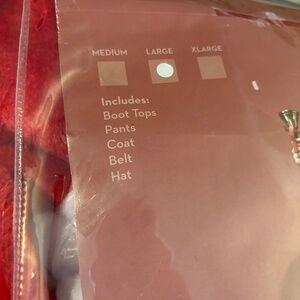 MEDIUM LARGE XLARGE
Includes:
Boot Tops
Pants
Coat
Belt
Hat